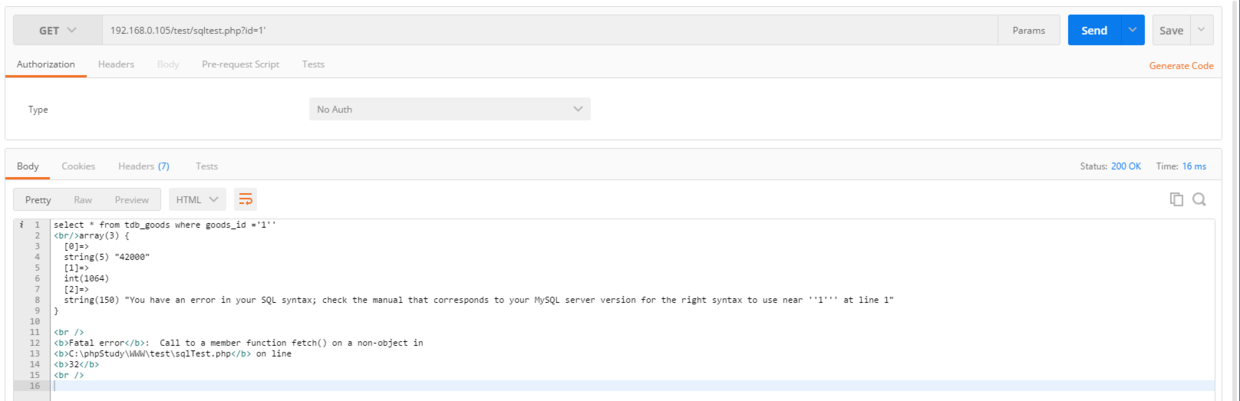 GET 192.168.0.105/test/sqltest.php?id=1' Params Send Save
Authorization Headers Body Pre-request Script Tests Generate Code
Type No Auth
Body Cookies Headers (7) Tests Status: 200 OK Time: 16 ms
Pretty Raw Preview HTML
i 1 select * from tdb_goods where goods_id ='1''
2 <br/>array(3) {
3 [0]=>
4 string(5) "42000"
5 [1]=>
6 int(1064)
7 [2]=>
8 string(150) "You have an error in your SQL syntax; check the manual that corresponds to your MySQL server version for the right syntax to use near ''1''' at line 1"
9 }
10
11 <br />
12 <b>Fatal error</b>:  Call to a member function fetch() on a non-object in
13 <b>C:\phpStudy\WWW\test\sqlTest.php</b> on line
14 <b>32</b>
15 <br />
16